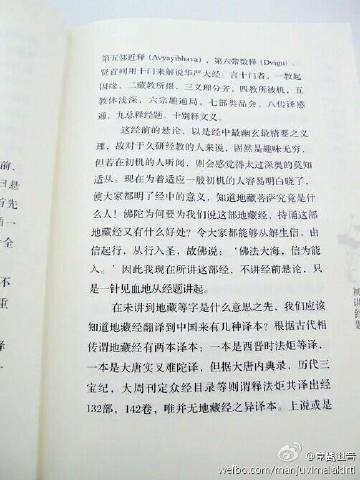 第五邻近释(Avyayibhava),第六带数释(Dvigu)。
贤首则用十门来解说华严大经。言十门者,一教起
因缘、二藏教所摄、三义理分齐、四教所被机、五
教体浅深、六宗趣通局、七部类品会、八传译感
通、九总释经题、十别释文义。
这经前的悬论,以是经中最幽玄最精要之义
理,故对于久研经教的人来说,固然是趣味无穷,
但若在初机的人听闻,则会感觉得太过深奥的莫知
适从。现在为着适应一般初机的人容易明白晓了,
使大家都明了经中的意义,知道地藏菩萨究竟是什
么人!佛陀为何要为我们说这部地藏经,持诵这部
地藏经又有什么好处?令大家都能够从解生信,由
信起行,从行入圣,故佛说:‘佛法大海,信为能
入。’因此我现在所讲这部经,不讲经前悬论,只是
一针见血地从经题讲起。
在未讲到地藏等字是什么意思之先,我们应该
知道地藏经翻译到中国来有几种译本?根据古代相
传谓地藏经有两本译本:一本是西晋时法炬等译,
一本是大唐实叉难陀译,但据大唐内典录、历代三
宝纪,大周刊定众经目录等则谓释法炬共译出经
132部,142卷,唯并无地藏经之异译本。上说或是
前,
曰悬
首先
一
全
不
重
译
weibo.com/manjuvimalakirti